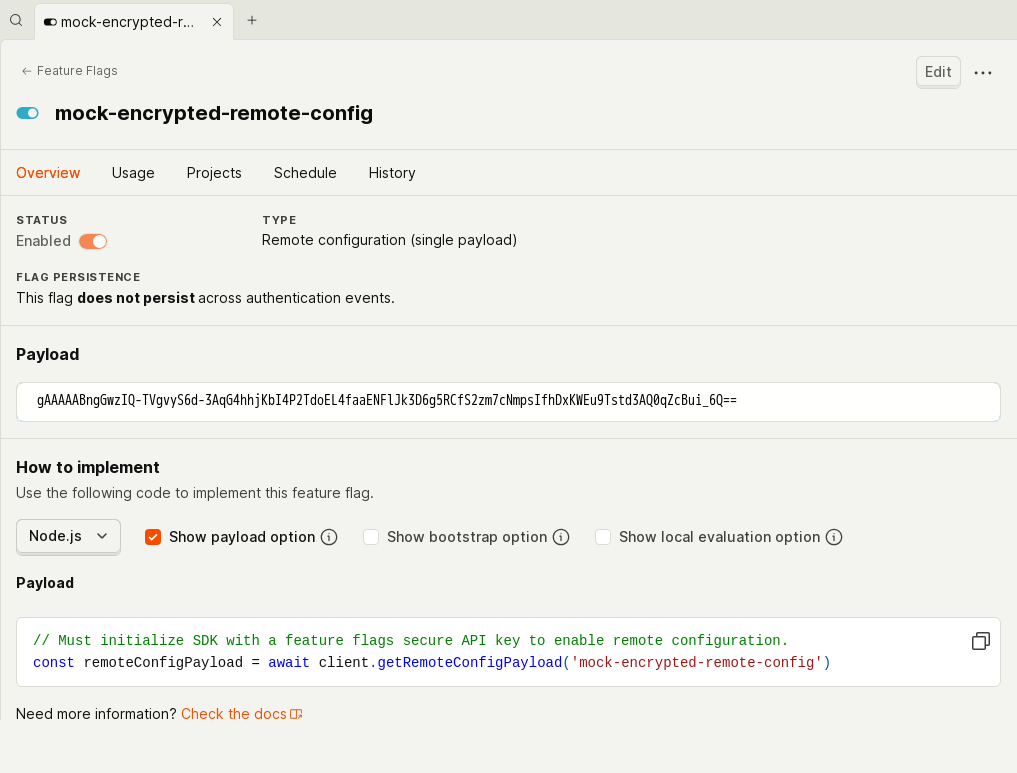 mock-encrypted-r...
Feature Flags
Edit
mock-encrypted-remote-config
Overview Usage Projects Schedule History
STATUS TYPE
Enabled Remote configuration (single payload)
FLAG PERSISTENCE
This flag does not persist across authentication events.
Payload
gAAAAABngGwzIQ-TVgvyS6d-3AqG4hhjKbI4P2TdoEL4faaENFlJk3D6g5RCfS2zm7cNmpsIfhDxKWEu9Tstd3AQ0qZcBui_6Q==
How to implement
Use the following code to implement this feature flag.
Node.js Show payload option Show bootstrap option Show local evaluation option
Payload
// Must initialize SDK with a feature flags secure API key to enable remote configuration.
const remoteConfigPayload = await client.getRemoteConfigPayload('mock-encrypted-remote-config')
Need more information? Check the docs